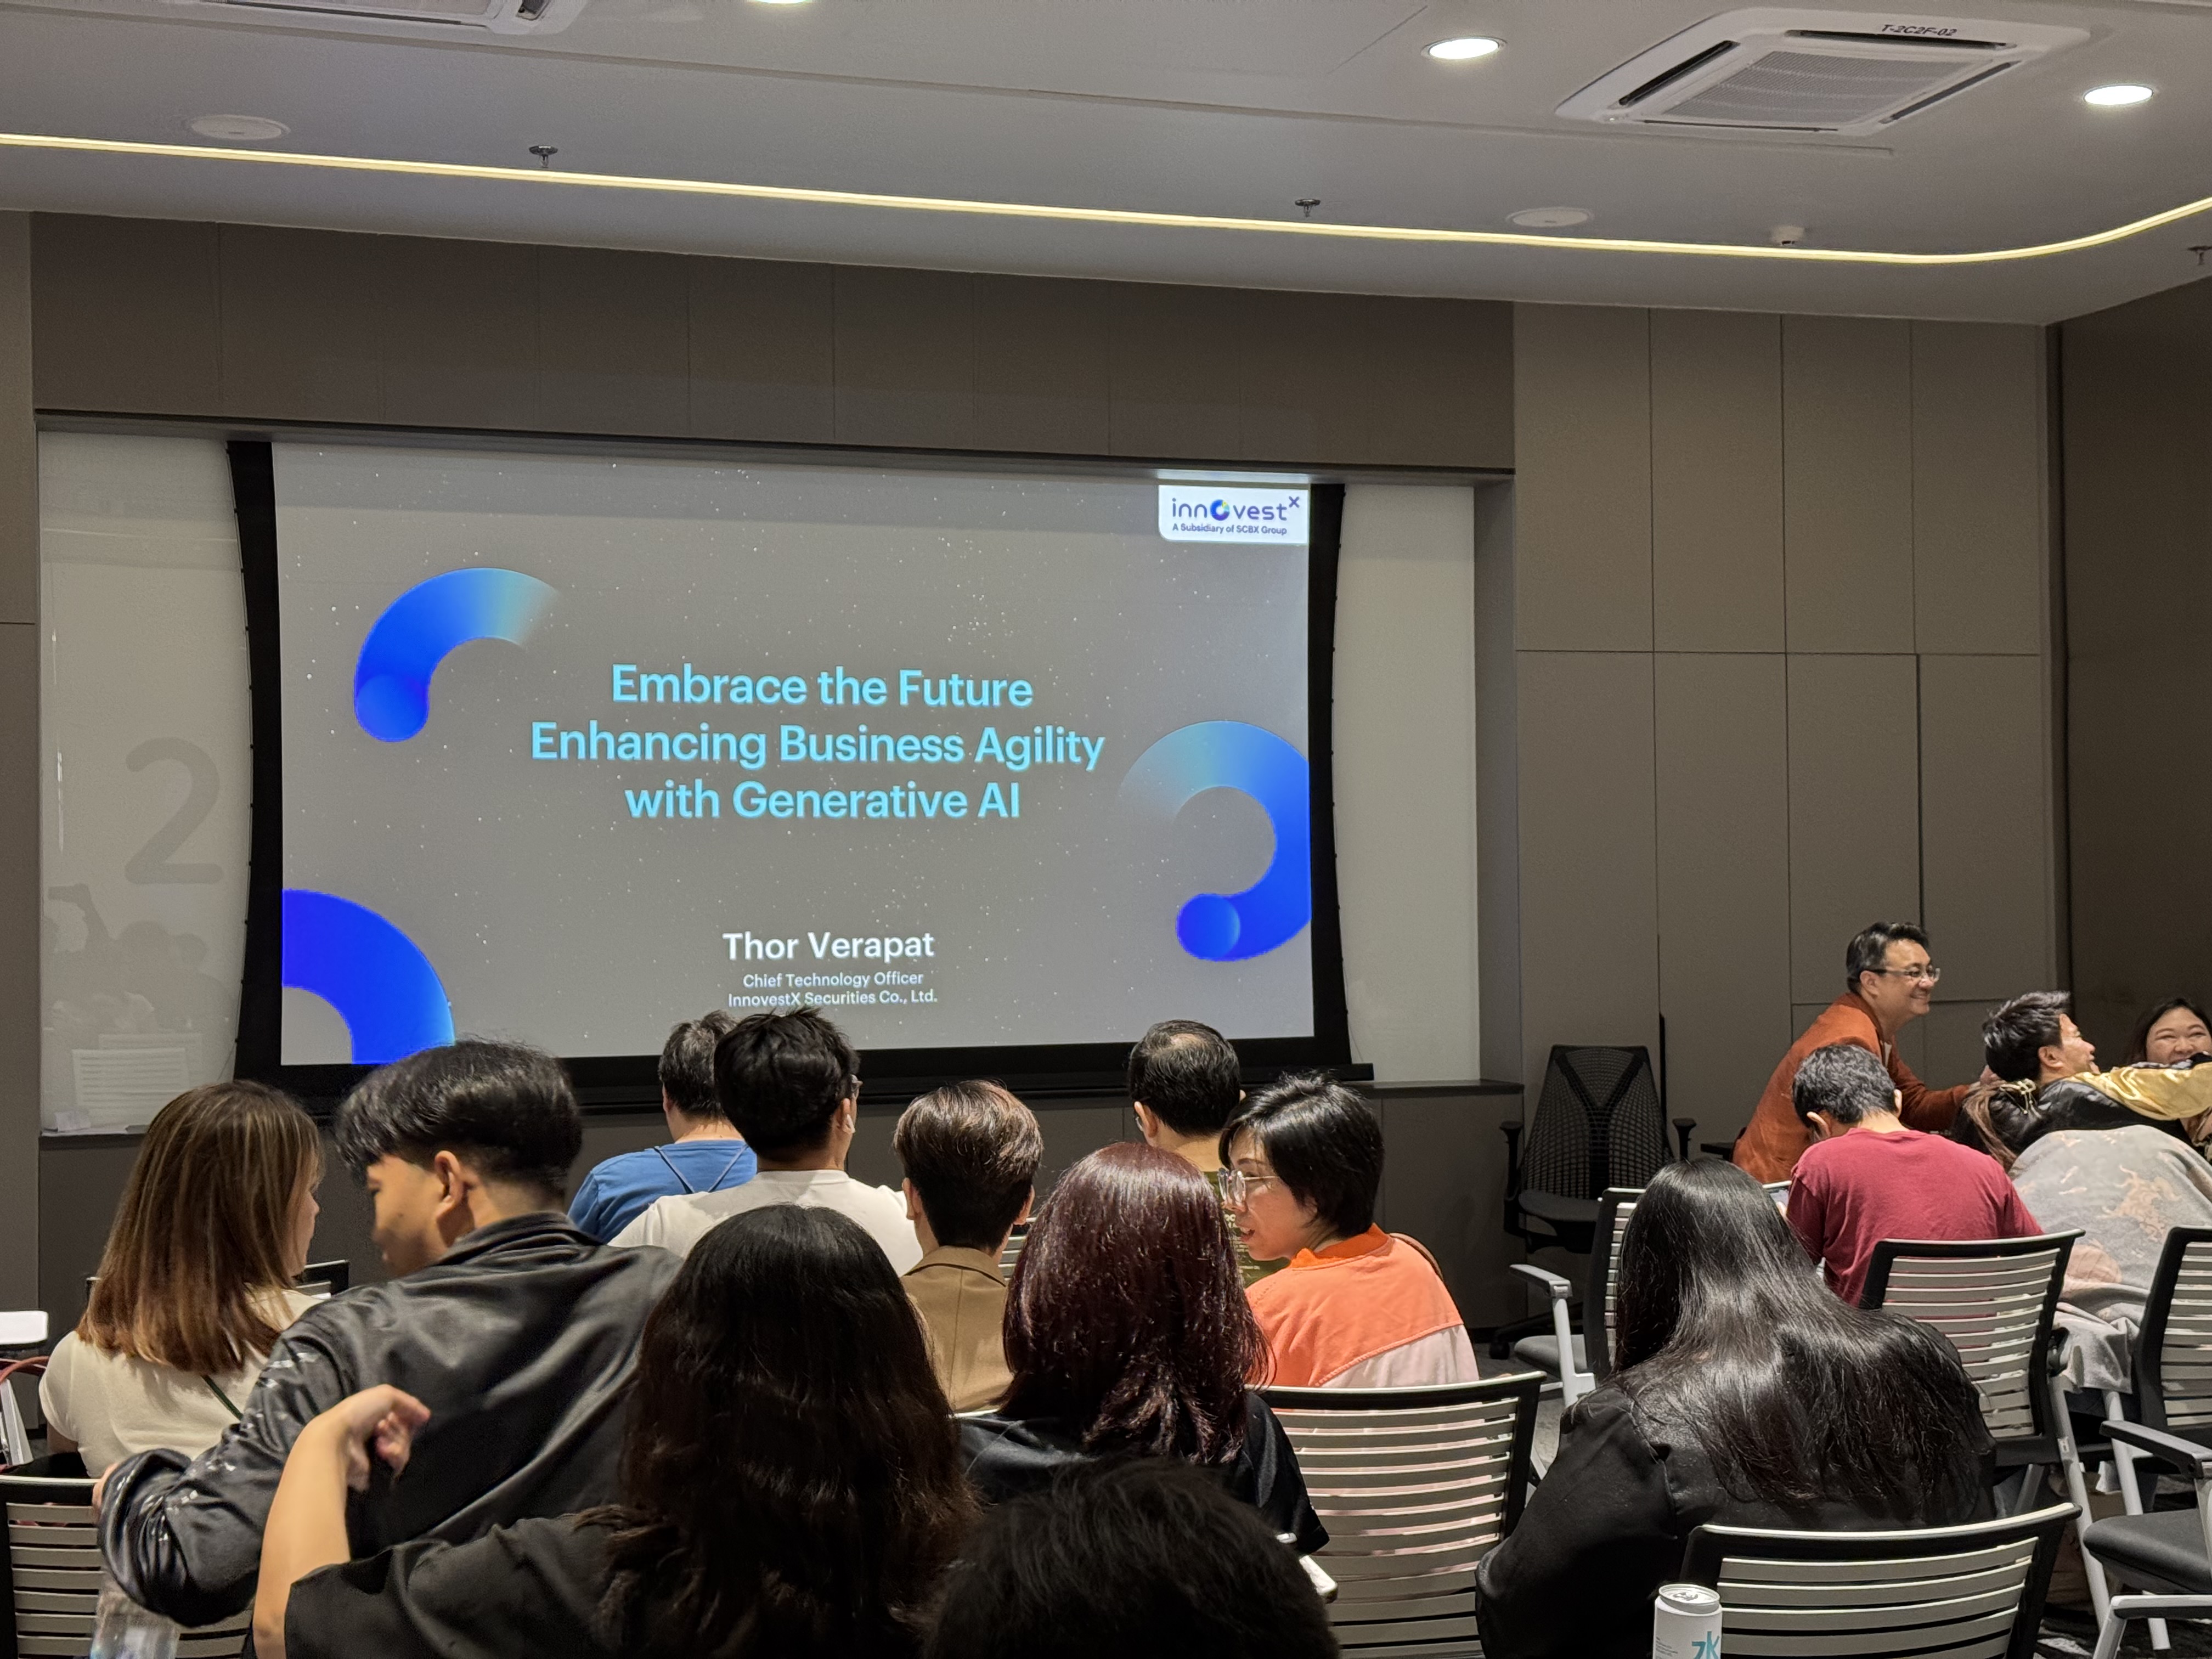 T-2C2F-02
innovestX
A Subsidiary of SCBX Group
Embrace the Future
Enhancing Business Agility
with Generative AI
Thor Verapat
Chief Technology Officer
InnovestX Securities Co., Ltd.
2